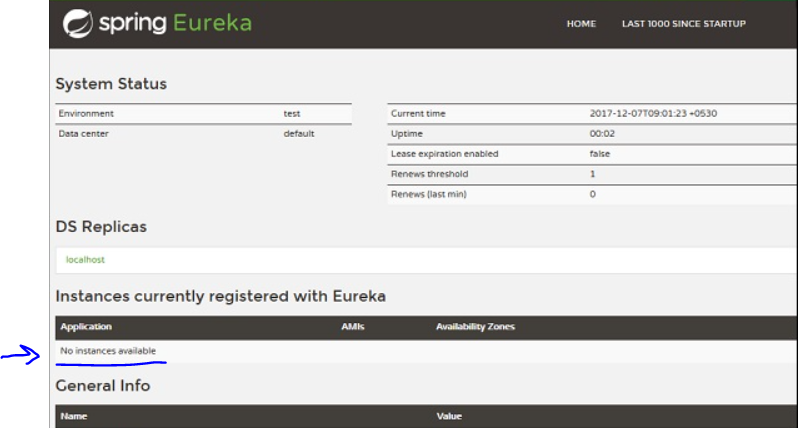 spring Eureka HOME LAST 1000 SINCE STARTUP
System Status
Environment test Current time 2017-12-07T09:01:23 +0530
Data center default Uptime 00:02
Lease expiration enabled false
Renews threshold 1
Renews (last min) 0
DS Replicas
localhost
Instances currently registered with Eureka
Application AMIs Availability Zones
No instances available
General Info
Name Value